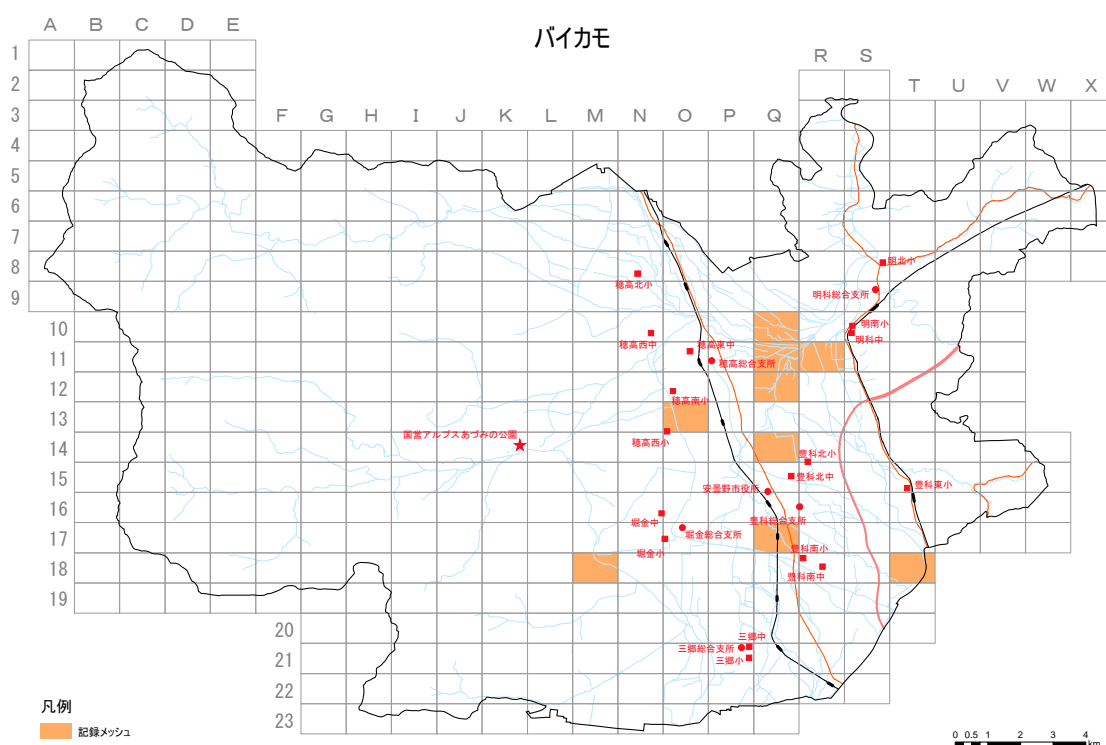 バイカモ
A B C D E
R S
T U V W X
F G H I J K L M N O P Q
1
2
3
4
5
6
7
8
9
10
11
12
13
14
15
16
17
18
19
20
21
22
23
明北小
穂高北小
明科総合支所
明南小
明科中
穂高西中
穂高東中
穂高総合支所
穂高南小
国営アルプスあづみの公園
穂高西小
豊科北小
豊科北中
安曇野市役所
豊科東小
堀金中
豊科総合支所
堀金総合支所
堀金小
豊科南小
豊科南中
三郷中
三郷総合支所
三郷小
凡例
記録メッシュ
0 0.5 1 2 3 4
km